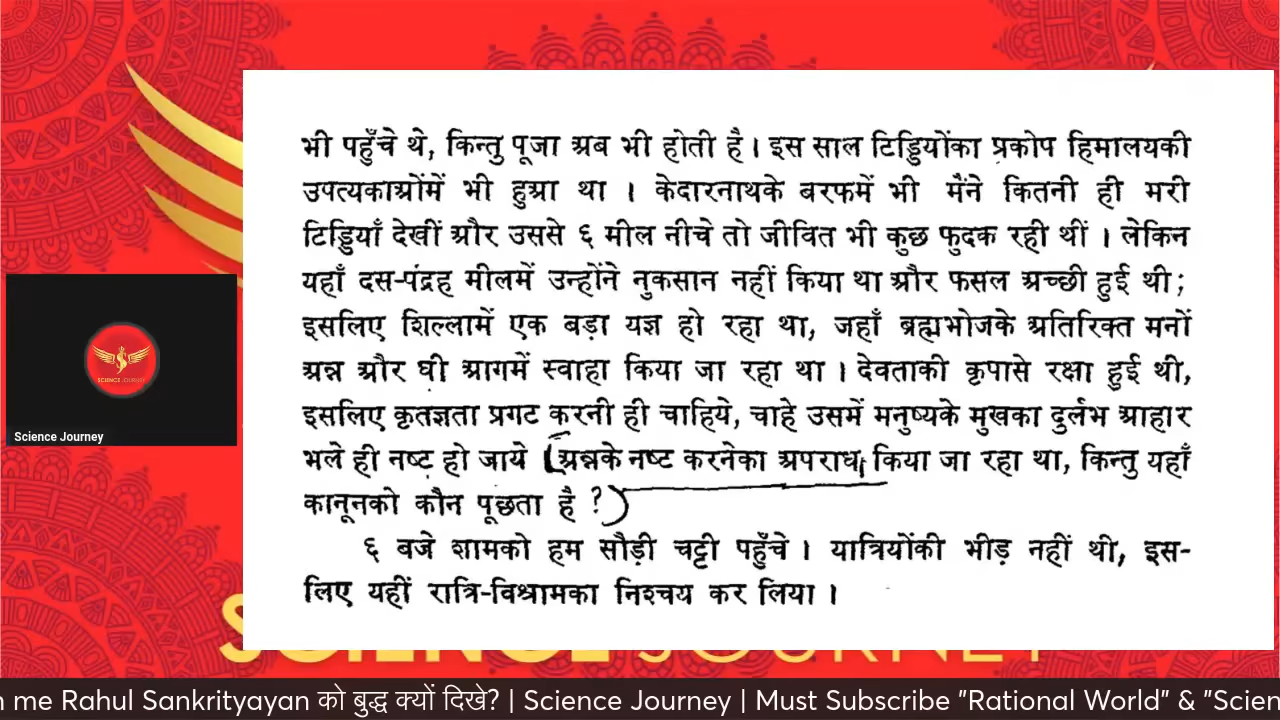 भी पहुँचे थे, किन्तु पूजा अब भी होती है। इस साल टिड्डियोंका प्रकोप हिमालयकी
उपत्यकाओंमें भी हुआ था । केदारनाथके बरफमें भी मैंने कितनी ही मरी
टिड्डियाँ देखीं और उससे ६ मील नीचे तो जीवित भी कुछ फुदक रही थीं । लेकिन
यहाँ दस-पंद्रह मीलमें उन्होंने नुकसान नहीं किया था और फसल अच्छी हुई थी;
इसलिए शिल्लामें एक बड़ा यज्ञ हो रहा था, जहाँ ब्रह्मभोजके अतिरिक्त मनों
अन्न और घी आगमें स्वाहा किया जा रहा था । देवताकी कृपासे रक्षा हुई थी,
इसलिए कृतज्ञता प्रगट करनी ही चाहिये, चाहे उसमें मनुष्यके मुखका दुर्लभ आहार
भले ही नष्ट हो जाये (अन्नके नष्ट करनेका अपराध किया जा रहा था, किन्तु यहाँ
कानूनको कौन पूछता है ?)
६ बजे शामको हम सौड़ी चट्टी पहुँचे । यात्रियोंकी भीड़ नहीं थी, इस-
लिए यहीं रात्रि-विश्रामका निश्चय कर लिया ।
SCIENCE JOURNEY
Science Journey
SCIENCE JOURNEY
me Rahul Sankrityayan को बुद्ध क्यों दिखे? | Science Journey | Must Subscribe "Rational World" & "Scien